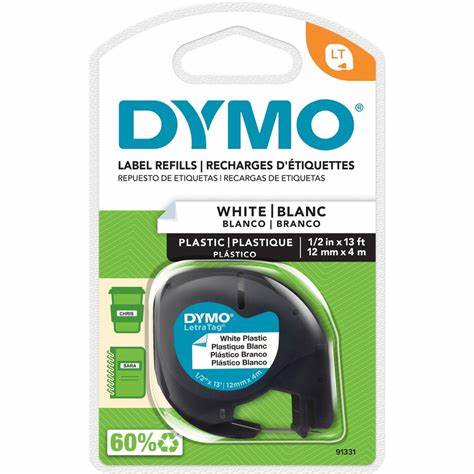 LT
DYMO®
LABEL REFILLS | RECHARGES D'ÉTIQUETTES
REPUESTO DE ETIQUETAS | RECARGAS DE ETIQUETAS
WHITE | BLANC
BLANCO | BRANCO
PLASTIC | PLASTIQUE
PLÁSTICO
1/2 in x 13 ft
12 mm x 4 m
CHRIS
SARA
DYMO
LetraTag®
White Plastic
Plastique Blanc
Plástico Branco
Plástico Blanco
1/2" x 13' | 12mm x 4m
60%
91331